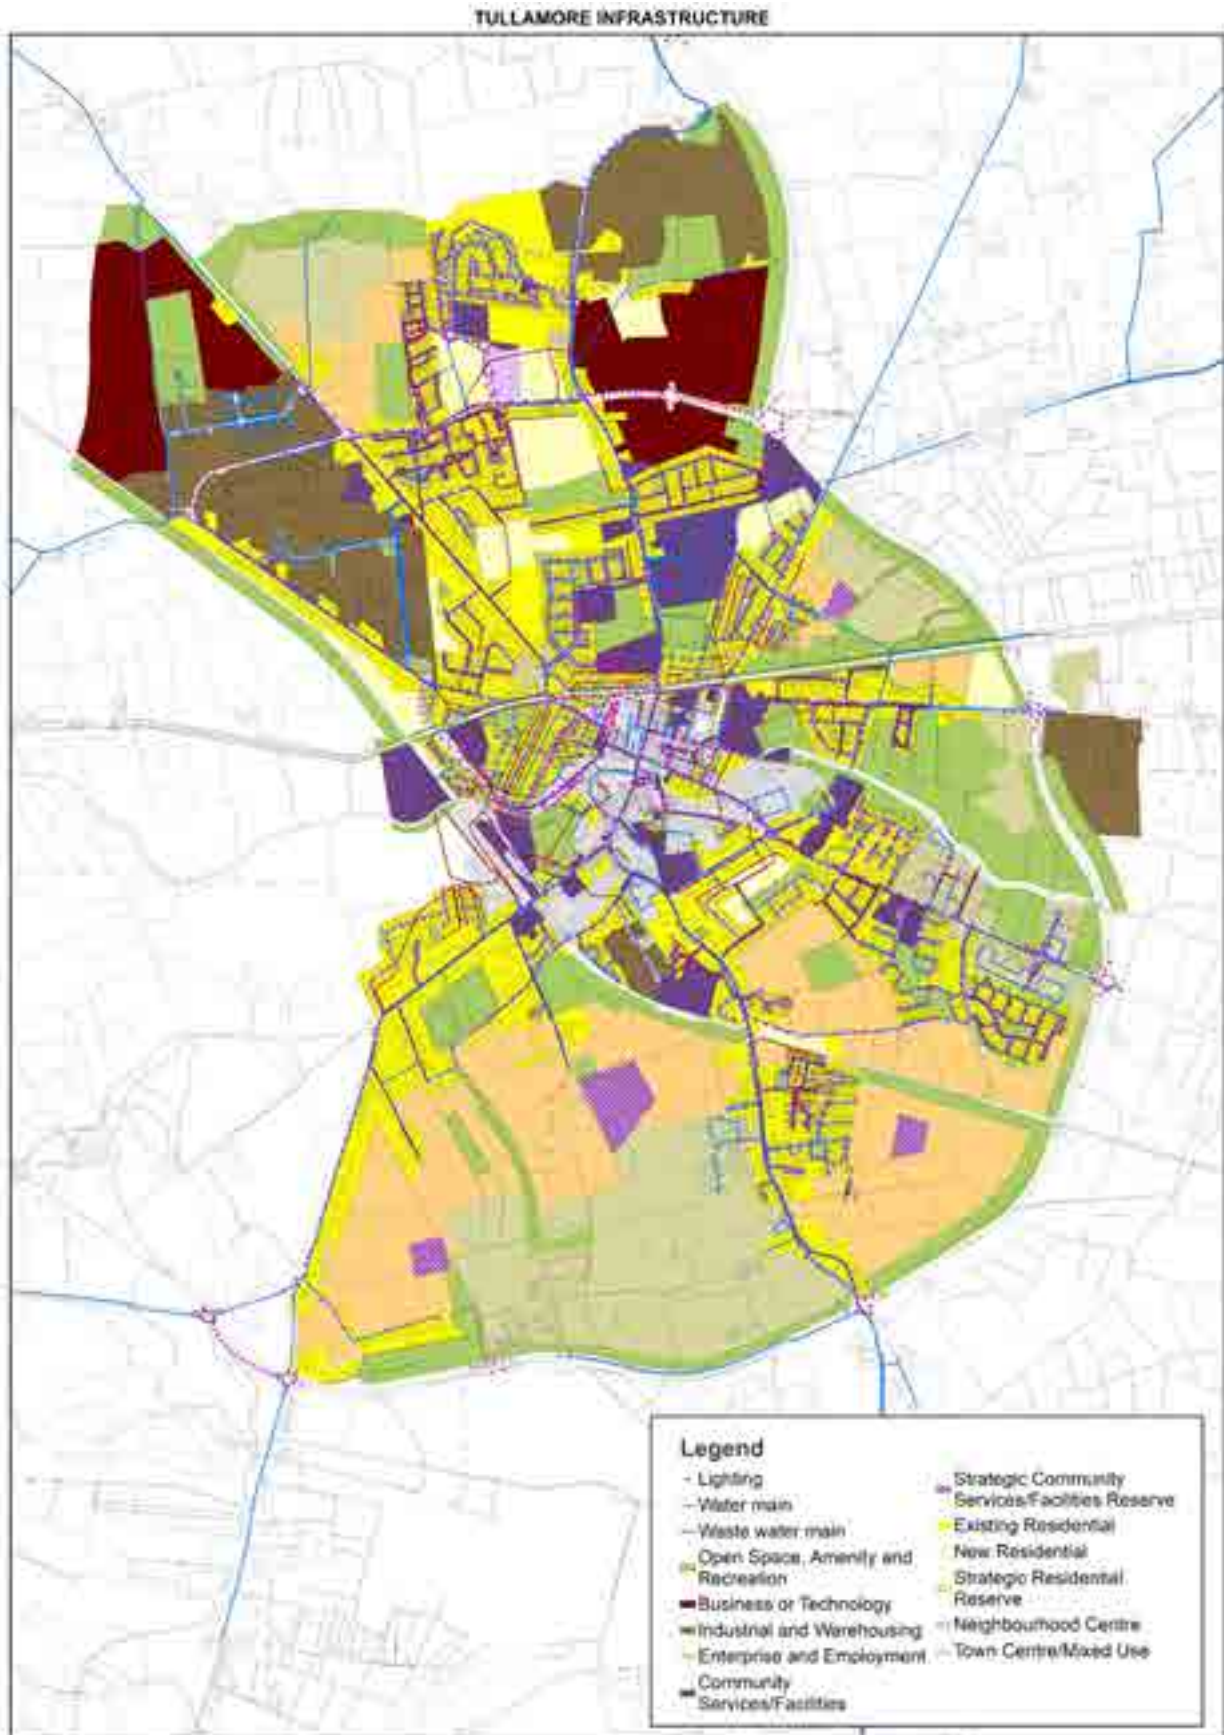 TULLAMORE INFRASTRUCTURE
Legend
Lighting
Water main
Waste water main
Open Space, Amenity and
Recreation
Business or Technology
Industrial and Warehousing
Enterprise and Employment
Community
Services/Facilities
Strategic Community
Services/Facilities Reserve
Existing Residential
New Residential
Strategic Residential
Reserve
Neighbourhood Centre
Town Centre/Mixed Use